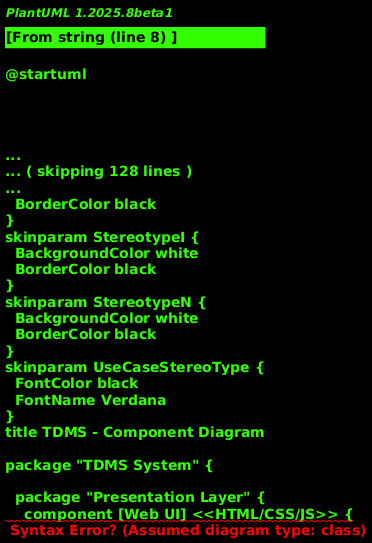 PlantUML 1.2025.8beta1
[From string (line 8) ]
@startuml
...
... ( skipping 128 lines )
...
BorderColor black
}
skinparam StereotypeI {
BackgroundColor white
BorderColor black
}
skinparam StereotypeN {
BackgroundColor white
BorderColor black
}
skinparam UseCaseStereoType {
FontColor black
FontName Verdana
}
title TDMS - Component Diagram
package "TDMS System" {
package "Presentation Layer" {
component [Web UI] <<HTML/CSS/JS>> {
Syntax Error? (Assumed diagram type: class)